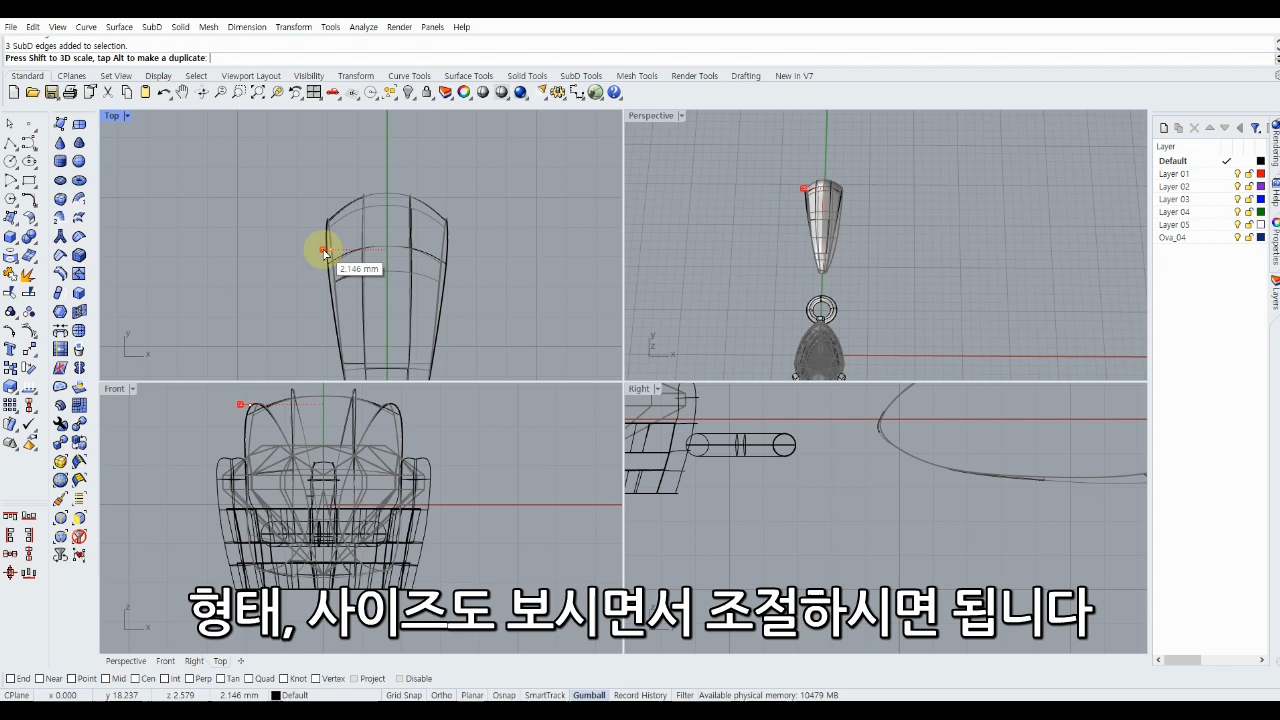 File Edit View Curve Surface SubD Solid Mesh Dimension Transform Tools Analyze Render Panels Help
3 SubD edges added to selection.
Press Shift to 3D scale, tap Alt to make a duplicate:
Standard CPlanes Set View Display Select Viewport Layout Visibility Transform Curve Tools Surface Tools Solid Tools SubD Tools Mesh Tools Render Tools Drafting New in V7
Top
Perspective
Layer
Default
Layer 01
Layer 02
Layer 03
Layer 04
Layer 05
Ova_04
Rendering
Help
Properties
Layers
2.146 mm
y
x
y
z
x
Front
Right
z
x
z
y
형태, 사이즈도 보시면서 조절하시면 됩니다
Perspective Front Right Top
End Near Point Mid Cen Int Perp Tan Quad Knot Vertex Project Disable
CPlane x 0.000 y 18.237 z 2.579 2.146 mm Default Grid Snap Ortho Planar Osnap SmartTrack Gumball Record History Filter Available physical memory: 10479 MB